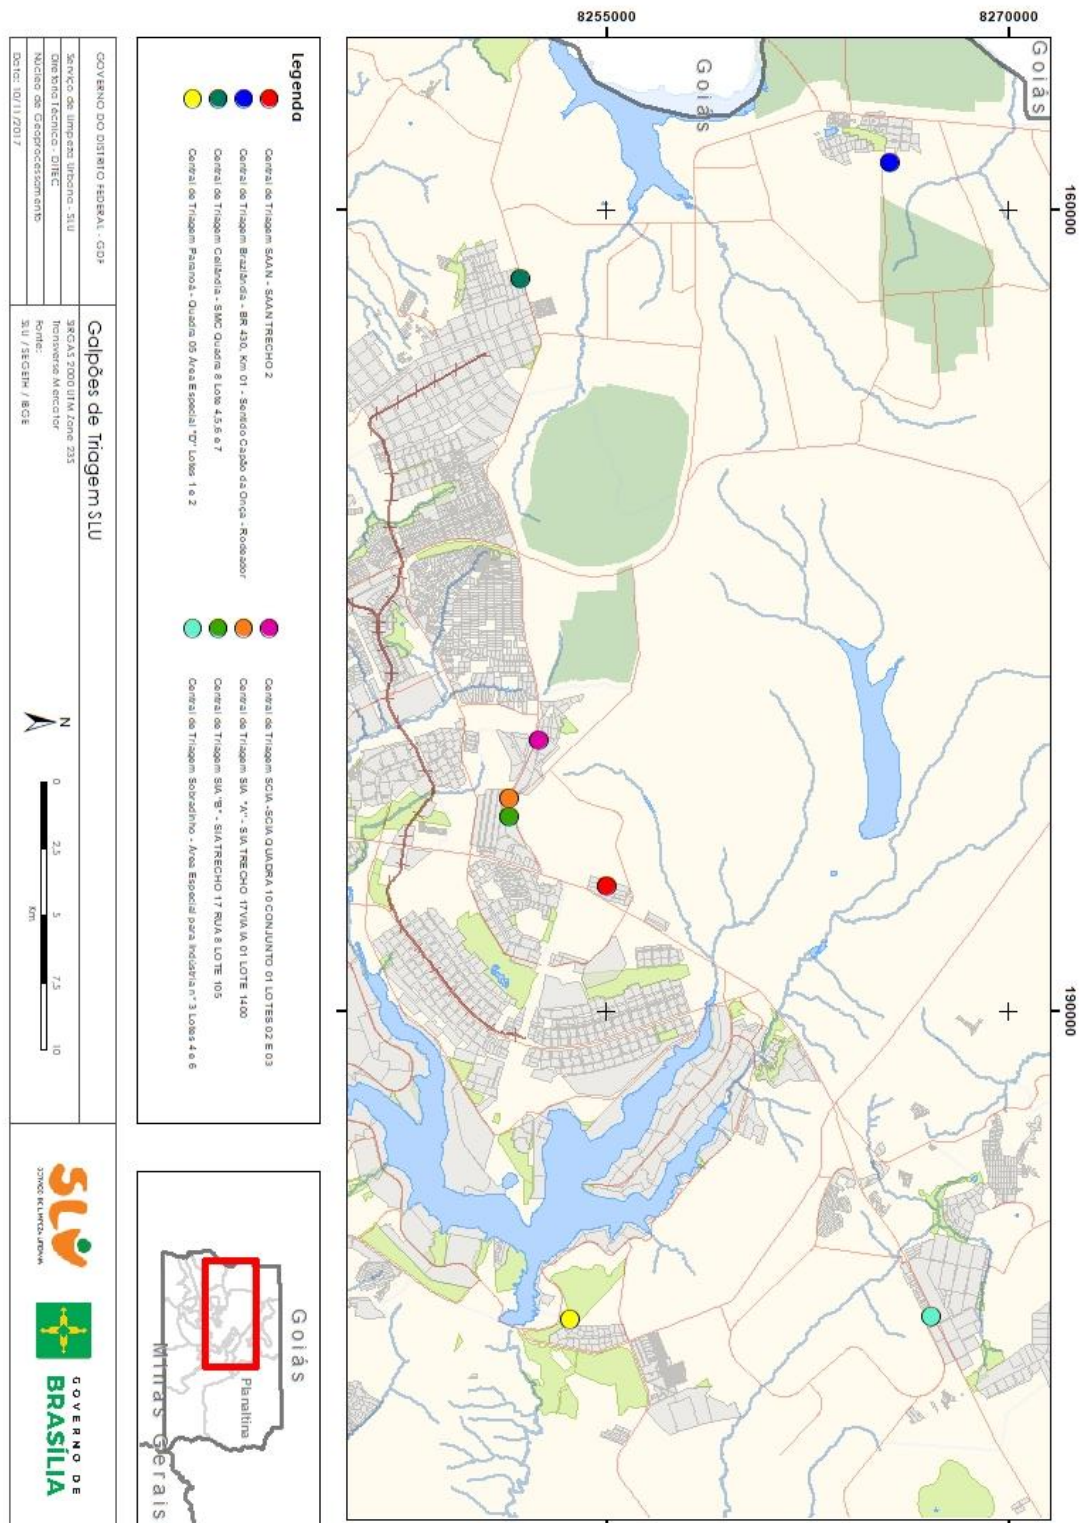 8255000
8270000
160000
190000
Goiás
Goiás
Legenda
Central de Triagem SAAN - SAAN TRECHO 2
Central de Triagem Brazlândia - BR 430, Km 01 - Sentido Capão da Onça - Rodeador
Central de Triagem Ceilândia - SMC Quadra 8 Lote 4,5,6 e 7
Central de Triagem Paranoá - Quadra 05 Área Especial "D" Lotes 1 e 2
Central de Triagem SCIA - SCIA QUADRA 10 CONJUNTO 01 LOTES 02 E 03
Central de Triagem SIA "A" - SIA TRECHO 17 VIA IA 01 LOTE 1400
Central de Triagem SIA "B" - SIA TRECHO 17 RUA 8 LOTE 105
Central de Triagem Sobradinho - Área Especial para Indústria n° 3 Lotes 4 e 6
Goiás
Planaltina
Minas Gerais
GOVERNO DO DISTRITO FEDERAL - GDF
Serviço de Limpeza Urbana - SLU
Diretoria Técnica - DITEC
Núcleo de Geoprocessamento
Data: 10/11/2017
Galpões de Triagem SLU
SIRGAS 2000 UTM Zone 23S
Transverse Mercator
Fonte:
SLU / SEGETH / IBGE
N
0 2,5 5 7,5 10
Km
SLU
SERVIÇO DE LIMPEZA URBANA
GOVERNO DE
BRASÍLIA